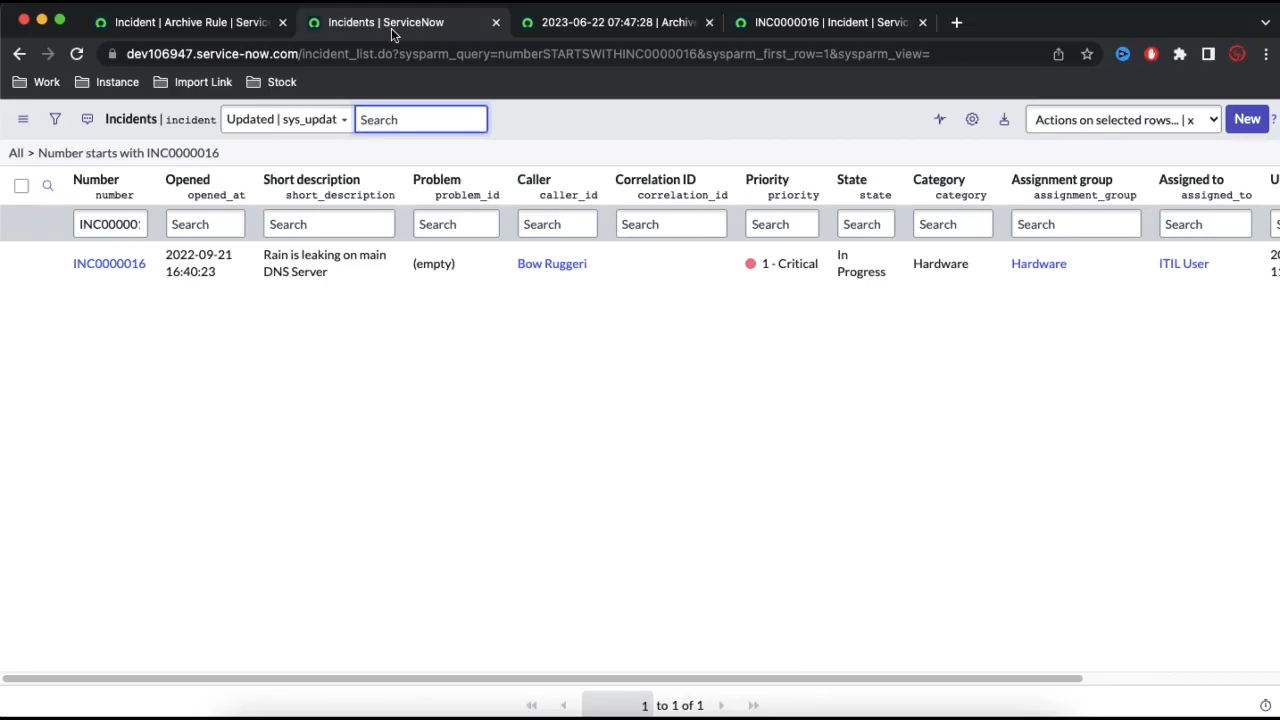 Incident | Archive Rule | Servic
Incidents | ServiceNow
2023-06-22 07:47:28 | Archiv
INC0000016 | Incident | Servic
dev106947.service-now.com/incident_list.do?sysparm_query=numberSTARTSWITHINC0000016&sysparm_first_row=1&sysparm_view=
Work Instance Import Link Stock
Incidents | incident Updated | sys_updat Search Actions on selected rows... | x New ?
All > Number starts with INC0000016
Number Opened Short description Problem Caller Correlation ID Priority State Category Assignment group Assigned to U
number opened_at short_description problem_id caller_id correlation_id priority state category assignment_group assigned_to
INC00000 Search Search Search Search Search Search Search Search Search Search S
INC0000016 2022-09-21 16:40:23 Rain is leaking on main DNS Server (empty) Bow Ruggeri 1 - Critical In Progress Hardware Hardware ITIL User 20 11
1 to 1 of 1